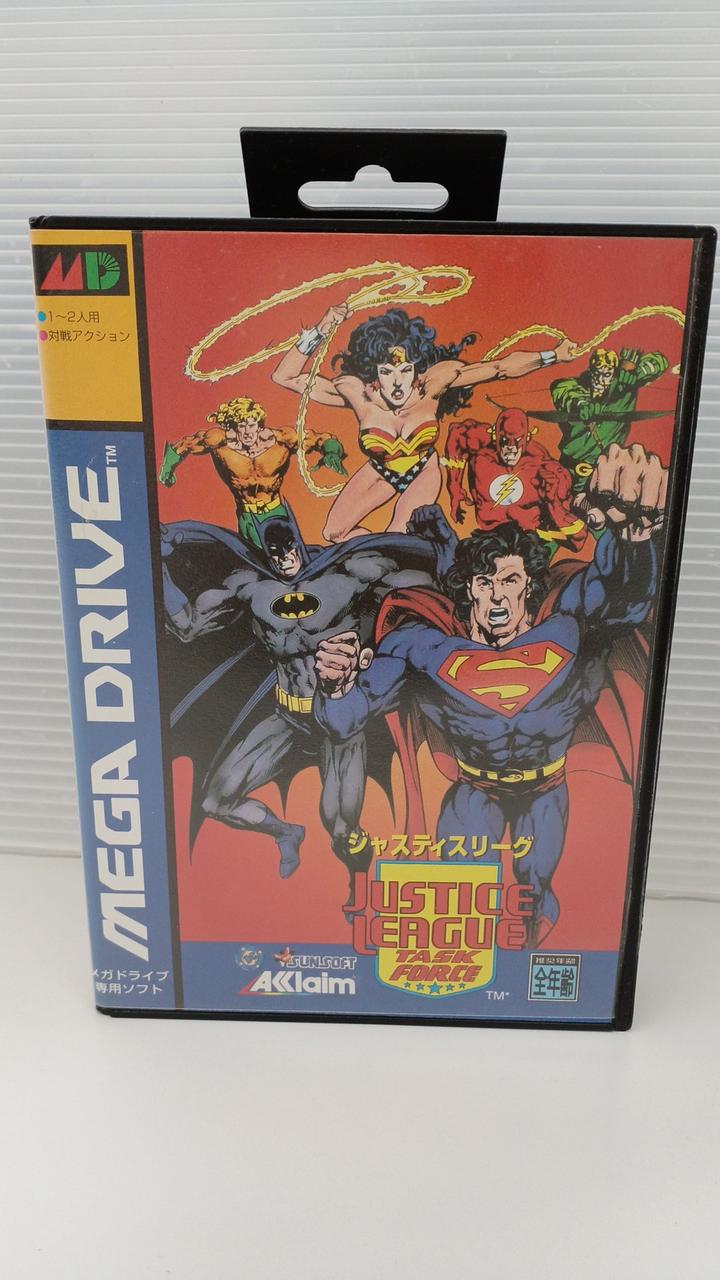 MD
1〜2人用
対戦アクション
MEGA DRIVE™
メガドライブ
専用ソフト
ジャスティスリーグ
JUSTICE
LEAGUE
TASK
FORCE
TM*
SUNSOFT
AKlaim
推奨年齢
全年齢